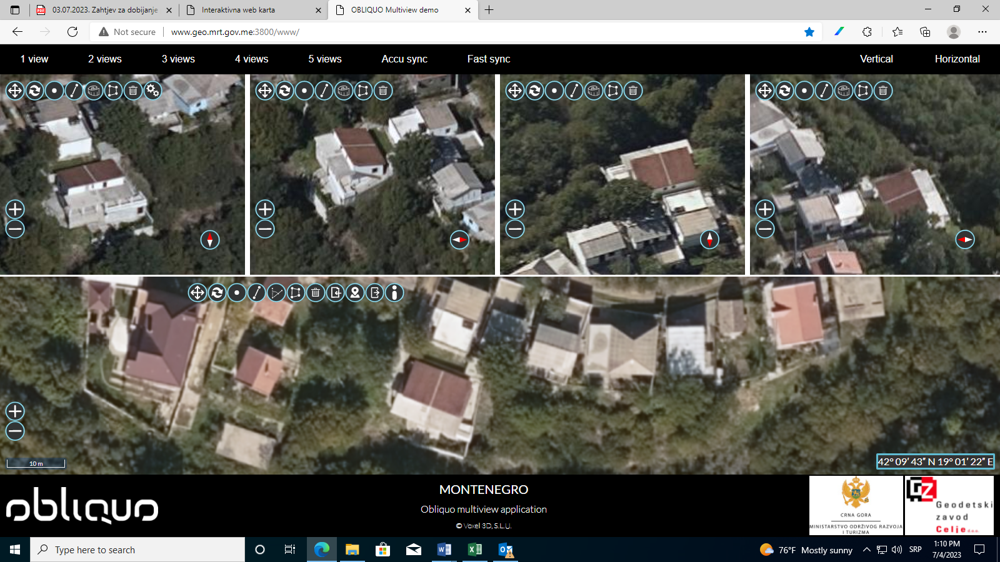 03.07.2023. Zahtjev za dobijanje
Interaktivna web karta
OBLIQUO Multiview demo
Not secure
www.geo.mrt.gov.me:3800/www/
1 view
2 views
3 views
4 views
5 views
Accu sync
Fast sync
Vertical
Horizontal
10 m
42° 09′ 43″ N 19° 01′ 22″ E
obliquo
MONTENEGRO
Obliquo multiview application
© Voxel 3D, S.L.U.
CRNA GORA
MINISTARSTVO ODRŽIVOG RAZVOJA
I TURIZMA
GZ
Geodetski
zavod
Celje d.o.o.
Type here to search
76°F Mostly sunny
SRP
1:10 PM
7/4/2023